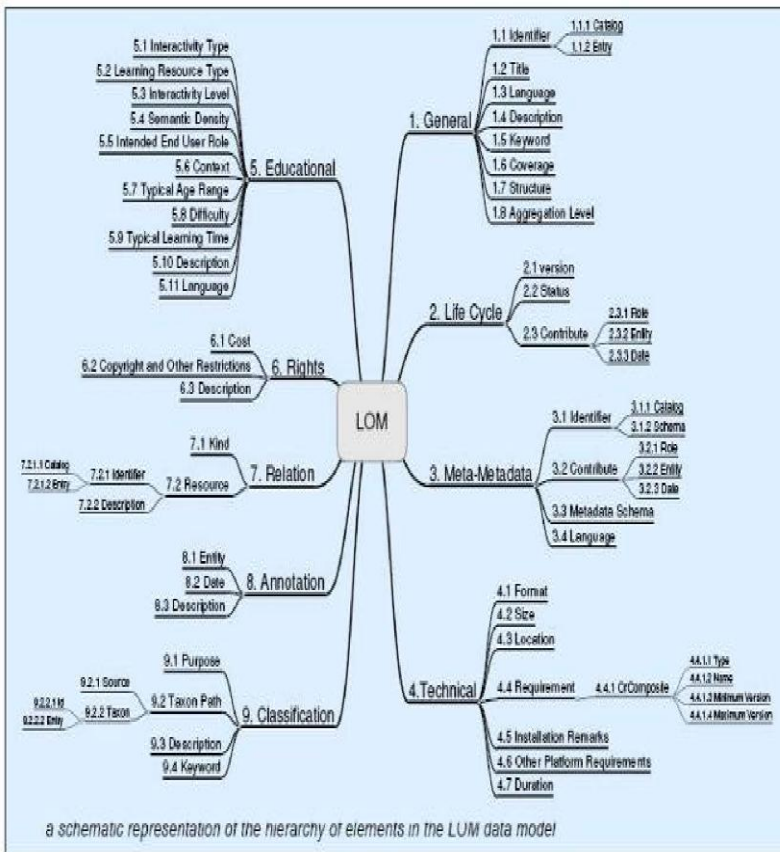 LOM
1. General
1.1 Identifier
1.1.1 Catalog
1.1.2 Entry
1.2 Title
1.3 Language
1.4 Description
1.5 Keyword
1.6 Coverage
1.7 Structure
1.8 Aggregation Level
2. Life Cycle
2.1 version
2.2 Status
2.3 Contribute
2.3.1 Role
2.3.2 Entity
2.3.3 Date
3. Meta-Metadata
3.1 Identifier
3.1.1 Catalog
3.1.2 Schema
3.2 Contribute
3.2.1 Role
3.2.2 Entity
3.2.3 Date
3.3 Metadata Schema
3.4 Language
4.Technical
4.1 Format
4.2 Size
4.3 Location
4.4 Requirement
4.4.1 OrComposite
4.4.1.1 Type
4.4.1.2 Name
4.4.1.3 Minimum Version
4.4.1.4 Maximum Version
4.5 Installation Remarks
4.6 Other Platform Requirements
4.7 Duration
5. Educational
5.1 Interactivity Type
5.2 Learning Resource Type
5.3 Interactivity Level
5.4 Semantic Density
5.5 Intended End User Role
5.6 Context
5.7 Typical Age Range
5.8 Difficulty
5.9 Typical Learning Time
5.10 Description
5.11 Language
6. Rights
6.1 Cost
6.2 Copyright and Other Restrictions
6.3 Description
7. Relation
7.1 Kind
7.2 Resource
7.2.1 Identifier
7.2.1.1 Catalog
7.2.1.2 Entry
7.2.2 Description
8. Annotation
8.1 Entity
8.2 Date
8.3 Description
9. Classification
9.1 Purpose
9.2 Taxon Path
9.2.1 Source
9.2.2 Taxon
9.2.2.1 Id
9.2.2.2 Entry
9.3 Description
9.4 Keyword
a schematic representation of the hierarchy of elements in the LOM data model